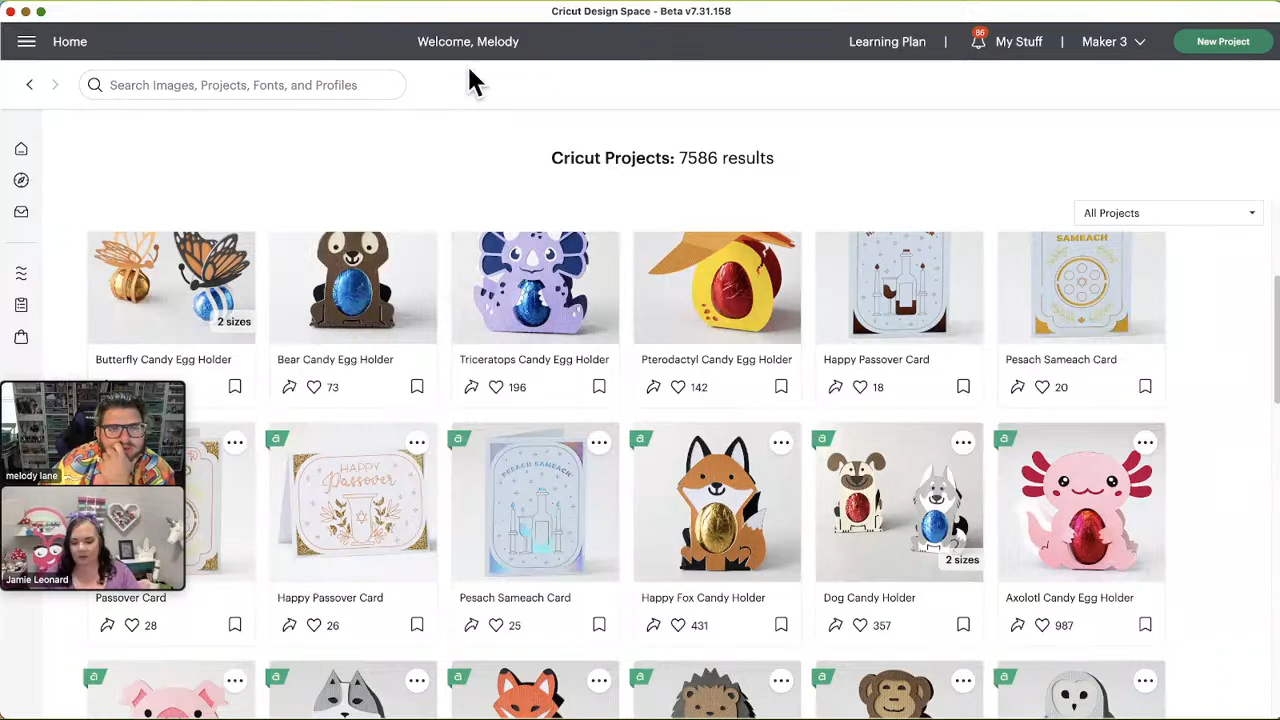 Cricut Design Space - Beta v7.31.158
Home
Welcome, Melody
Learning Plan
|
86
My Stuff
|
Maker 3
New Project
Search Images, Projects, Fonts, and Profiles
Cricut Projects: 7586 results
All Projects
SAMEACH
2 sizes
Butterfly Candy Egg Holder
Bear Candy Egg Holder
Triceratops Candy Egg Holder
Pterodactyl Candy Egg Holder
Happy Passover Card
Pesach Sameach Card
73
196
142
18
20
melody lane
Jamie Leonard
a
HAPPY
Passover
a
PESACH SAMEACH
a
a
2 sizes
a
Passover Card
Happy Passover Card
Pesach Sameach Card
Happy Fox Candy Holder
Dog Candy Holder
Axolotl Candy Egg Holder
28
26
25
431
357
987
a
a
a
a
a
a